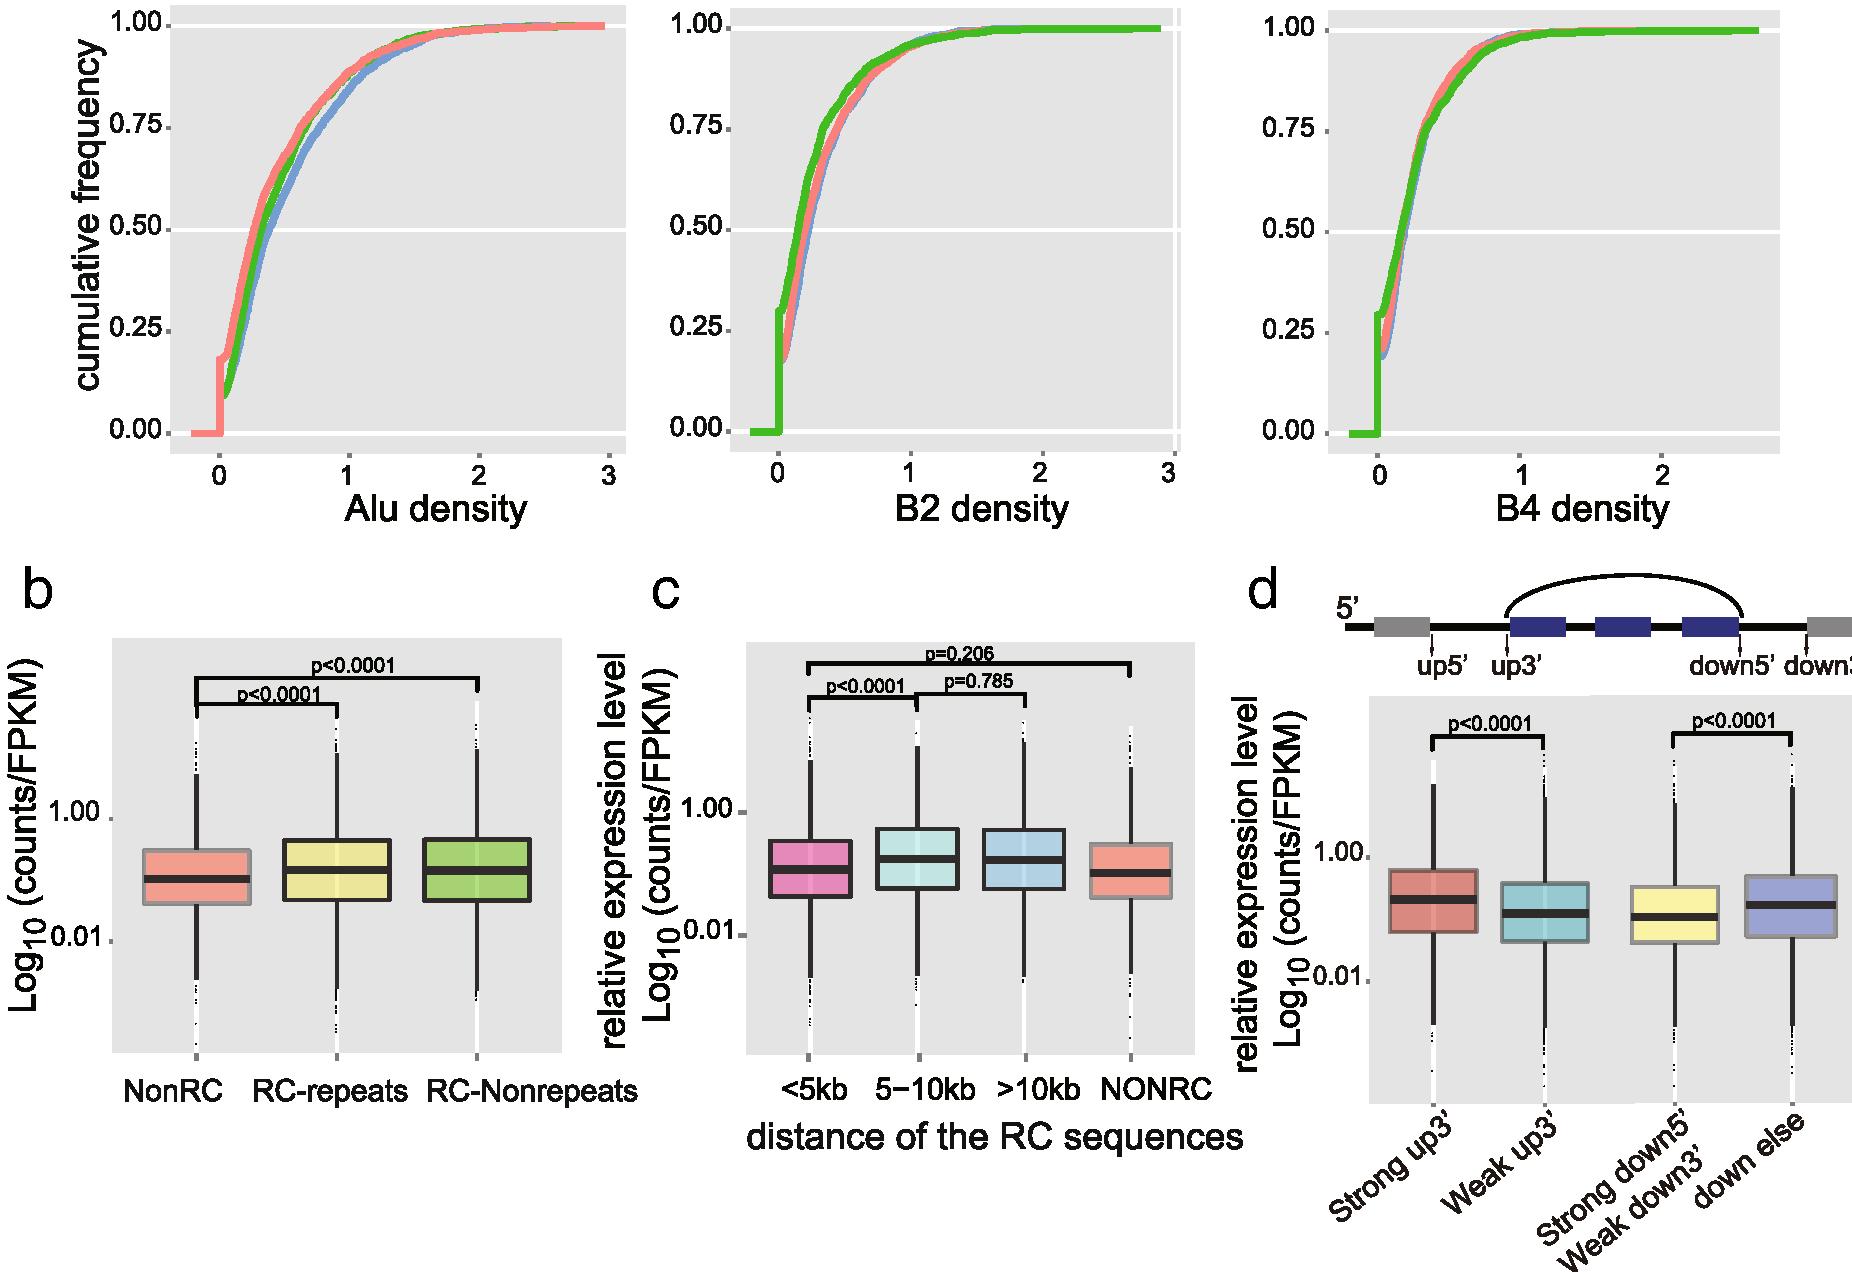 cumulative frequency
1.00
0.75
0.50
0.25
0.00
0 1 2 3
Alu density
1.00
0.75
0.50
0.25
0.00
0 1 2 3
B2 density
1.00
0.75
0.50
0.25
0.00
0 1 2
B4 density
b
Log10 (counts/FPKM)
p<0.0001
p<0.0001
1.00
0.01
NonRC RC-repeats RC-Nonrepeats
c
relative expression level
Log10 (counts/FPKM)
p=0.206
p<0.0001 p=0.785
1.00
0.01
<5kb 5–10kb >10kb NONRC
distance of the RC sequences
d
5’
up5’ up3’ down5’ down3
relative expression level
Log10 (counts/FPKM)
p<0.0001 p<0.0001
1.00
0.01
Strong up3’
Weak up3’
Strong down5’
Weak down3’
down else